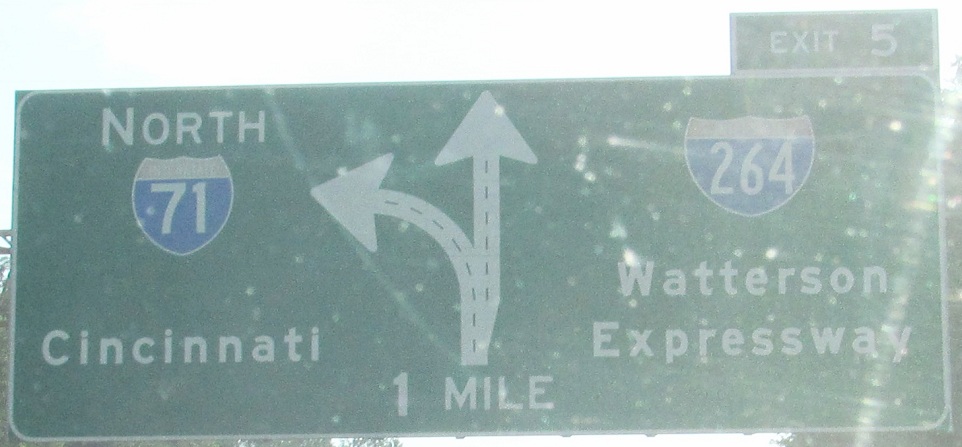 EXIT 5
NORTH
71
Cincinnati
264
Watterson
Expressway
1 MILE